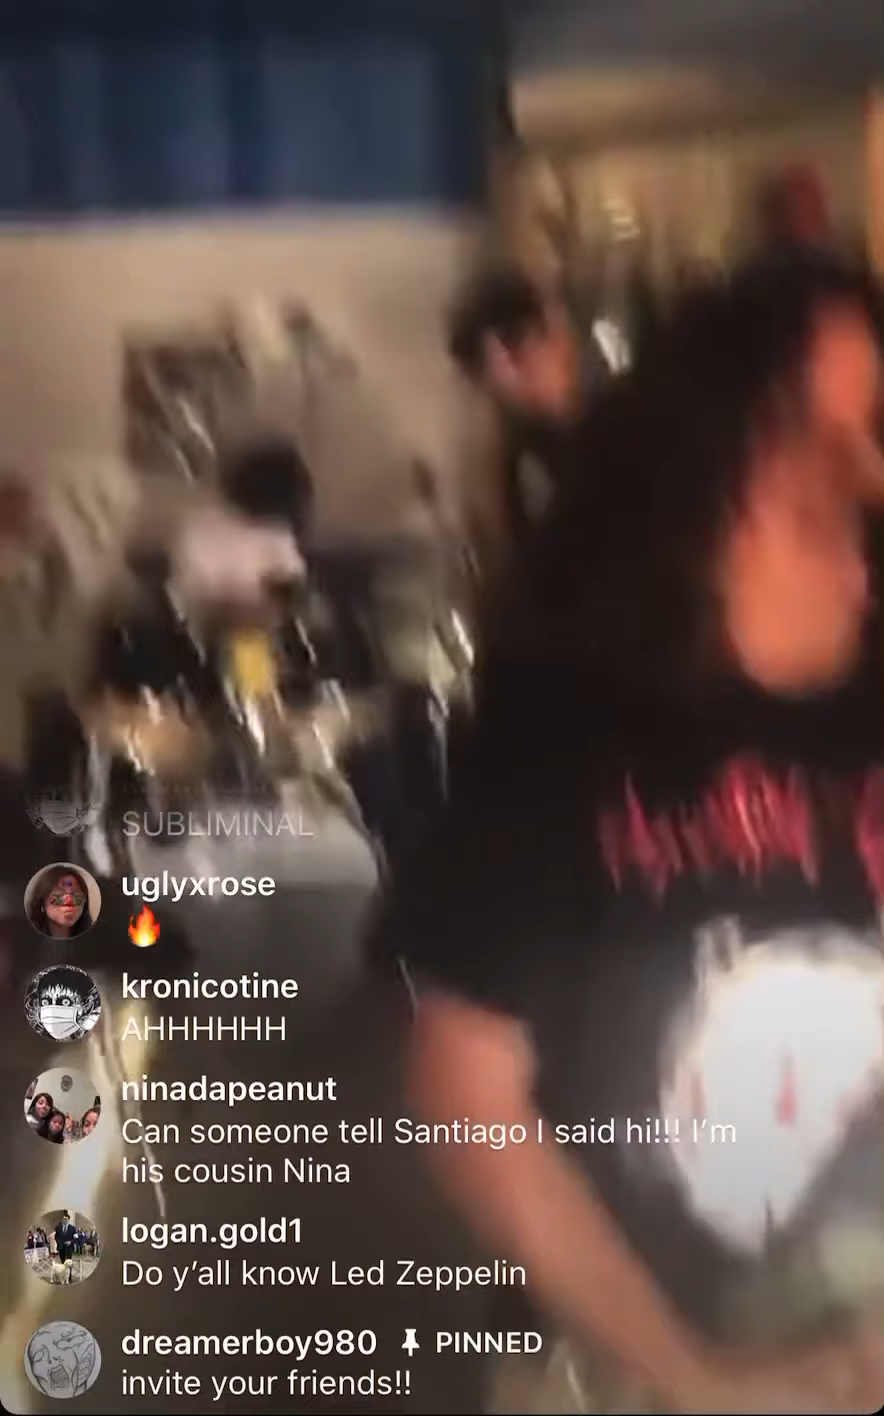 SUBLIMINAL
uglyxrose
🔥
kronicotine
AHHHHHH
ninadapeanut
Can someone tell Santiago I said hi!!! I'm
his cousin Nina
logan.gold1
Do y'all know Led Zeppelin
dreamerboy980 PINNED
invite your friends!!